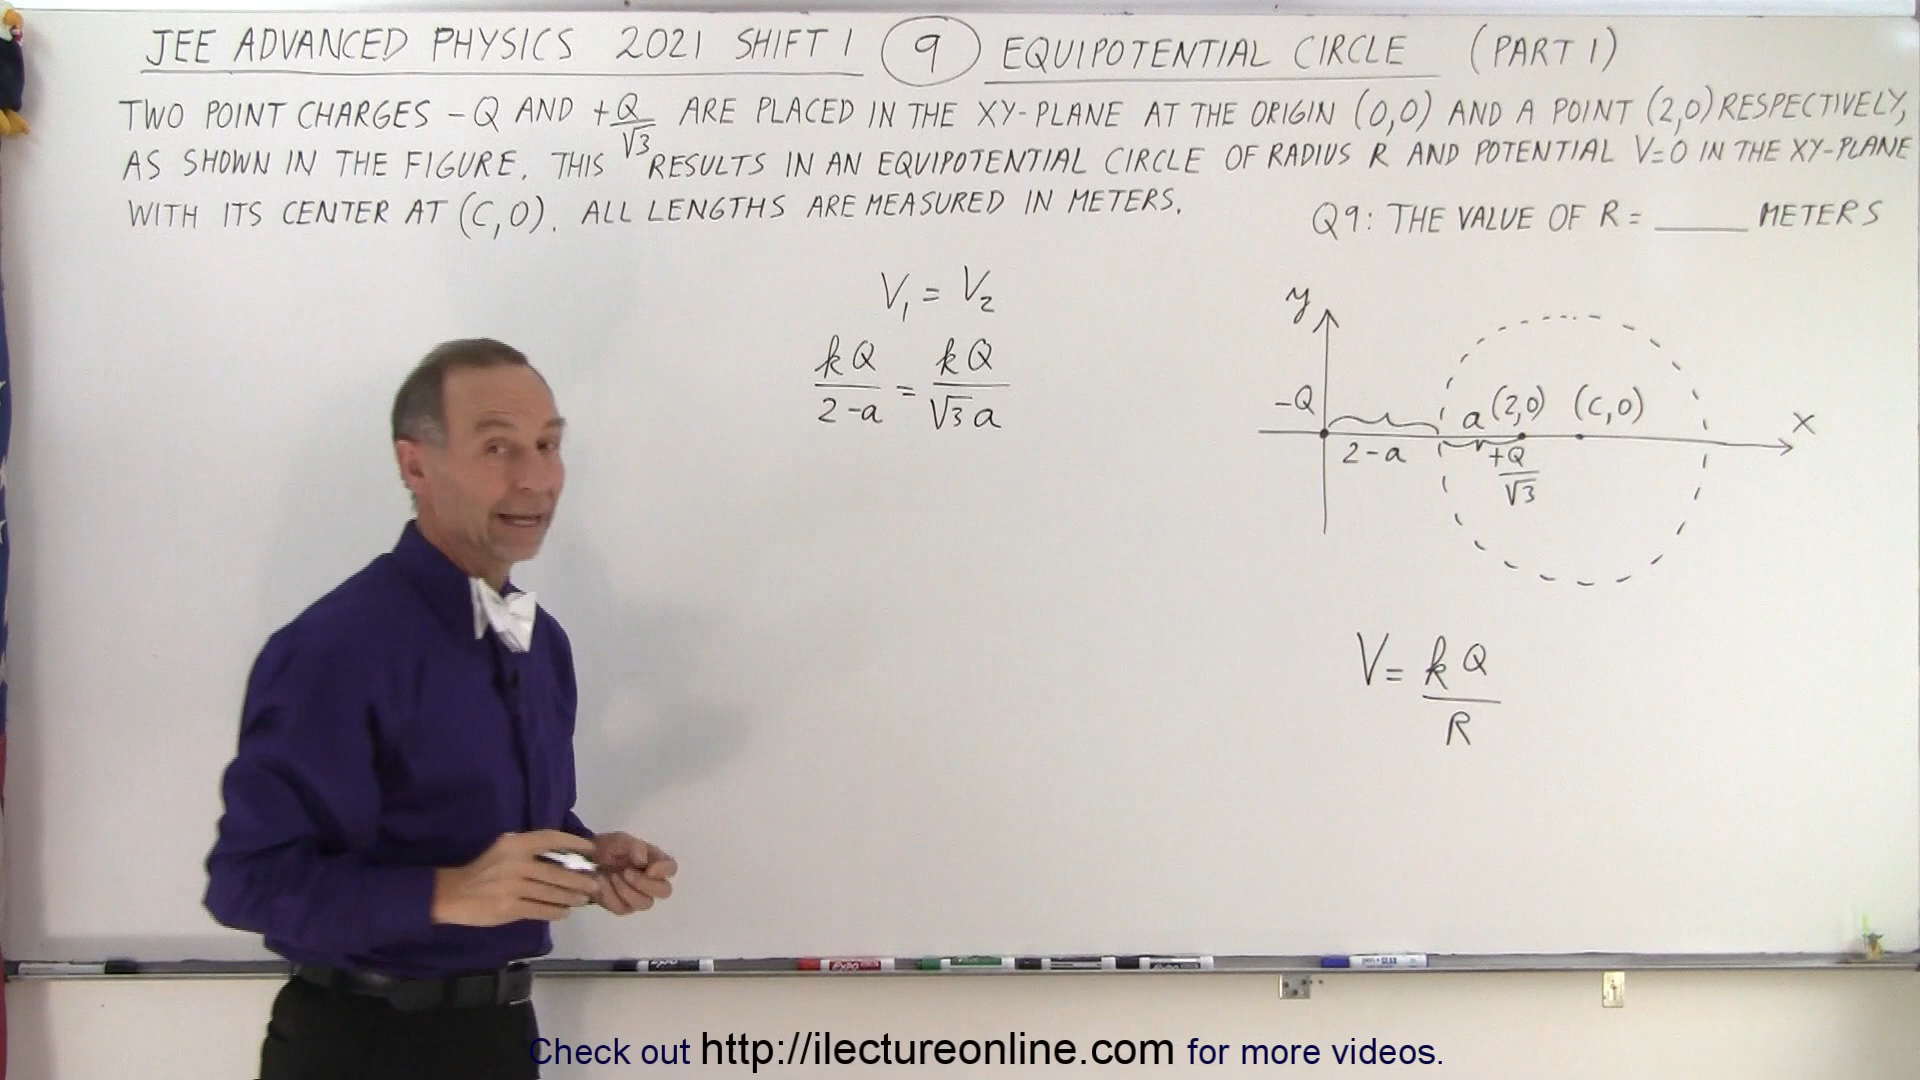 JEE ADVANCED PHYSICS 2021 SHIFT 1 (9) EQUIPOTENTIAL CIRCLE (PART 1)
TWO POINT CHARGES -Q AND +Q/√3 ARE PLACED IN THE XY-PLANE AT THE ORIGIN (0,0) AND A POINT (2,0) RESPECTIVELY,
AS SHOWN IN THE FIGURE. THIS RESULTS IN AN EQUIPOTENTIAL CIRCLE OF RADIUS R AND POTENTIAL V=0 IN THE XY-PLANE
WITH ITS CENTER AT (C,0). ALL LENGTHS ARE MEASURED IN METERS.
Q9: THE VALUE OF R = ______ METERS
V₁ = V₂
kQ/(2-a) = kQ/(√3a)
y
-Q a (2,0) (C,0) x
2-a +Q/√3
V = kQ/R
Check out http://ilectureonline.com for more videos.